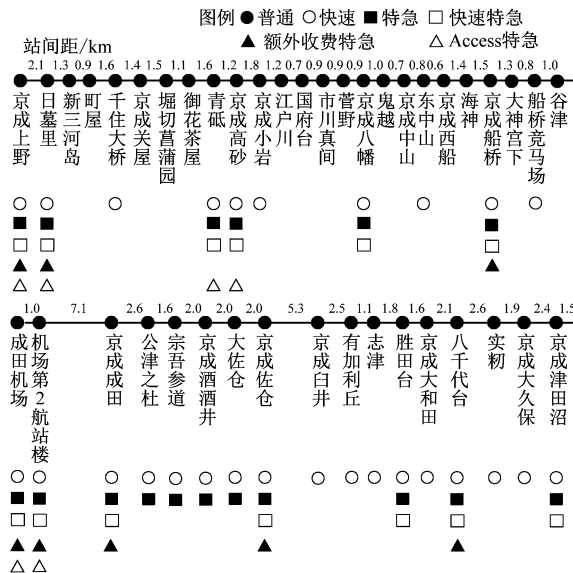 图例 ● 普通 ○ 快速 ■ 特急 □ 快速特急
▲ 额外收费特急 △ Access特急
站间距/km
2.1 1.3 0.9 1.6 1.4 1.5 1.1 1.6 1.2 1.8 1.2 0.7 0.9 0.9 1.0 0.9 0.7 0.8 0.6 1.4 1.5 1.3 0.8 1.0
京成上野
日墓里
新三河岛
町屋
千住大桥
京成关屋
堀切菖蒲园
御花茶屋
青砥
京成高砂
京成小岩
江户川
国府台
市川真间
菅野
京成八幡
鬼越
京成中山
东中山
京成西船
海神
京成船桥
大神宫下
船桥竞马场
谷津
1.0 7.1 2.6 1.6 2.0 2.0 2.0 5.3 2.5 1.1 1.8 1.6 2.1 2.6 1.9 2.4 1.5
成田机场
机场第2航站楼
京成成田
公津之杜
宗吾参道
京成酒酒井
大佐仓
京成佐仓
京成臼井
有加利丘
志津
胜田台
京成大和田
八千代台
实籾
京成大久保
京成津田沼